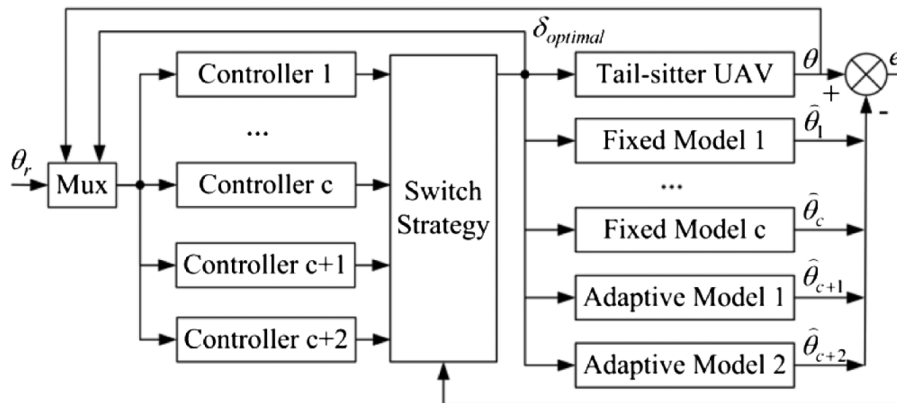 δoptimal
θ
e
Controller 1
Tail-sitter UAV
+
-
...
Fixed Model 1
θ̂1
θr
Mux
Controller c
Switch
Strategy
...
Fixed Model c
θ̂c
Controller c+1
Adaptive Model 1
θ̂c+1
Controller c+2
Adaptive Model 2
θ̂c+2